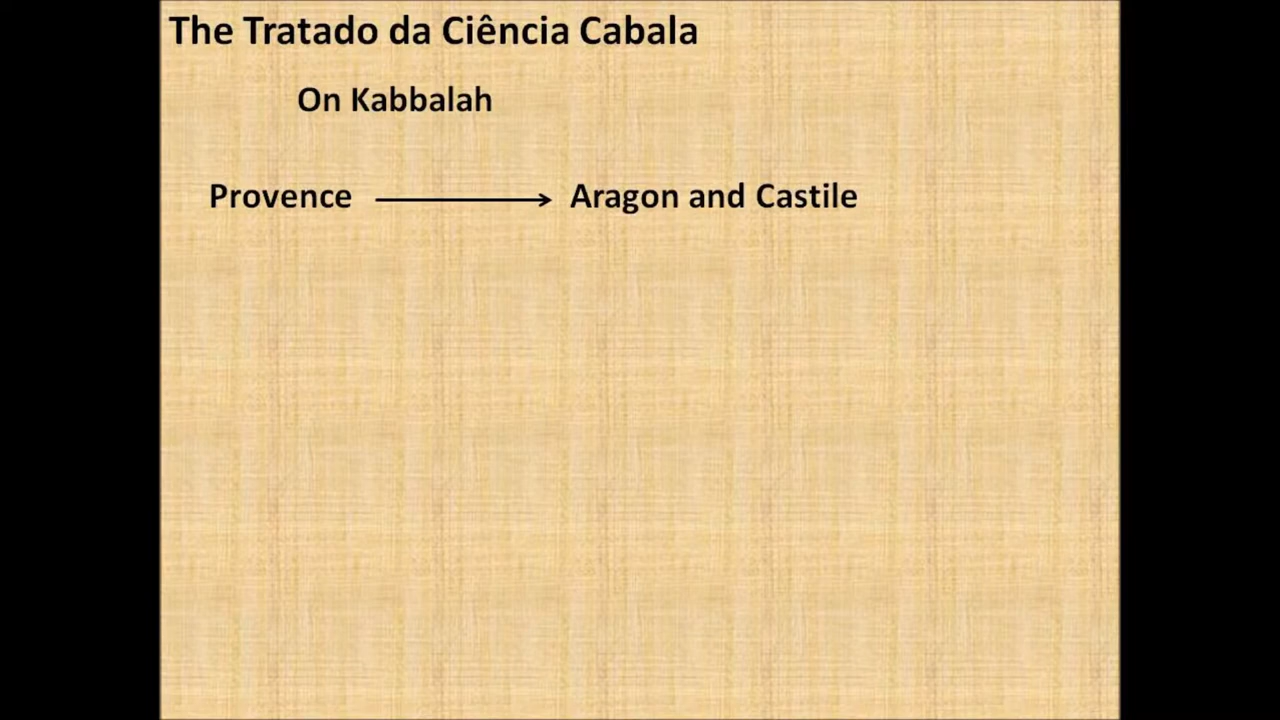 The Tratado da Ciência Cabala
On Kabbalah
Provence → Aragon and Castile